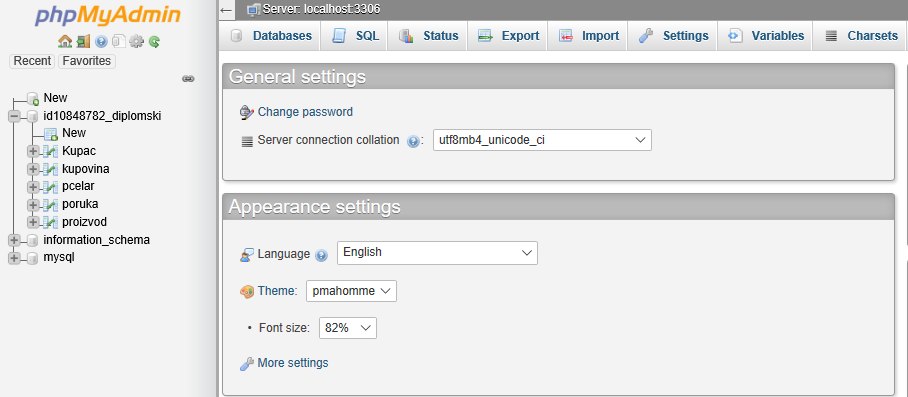 phpMyAdmin
Recent Favorites
New
id10848782_diplomski
New
Kupac
kupovina
pcelar
poruka
proizvod
information_schema
mysql
Server: localhost:3306
Databases SQL Status Export Import Settings Variables Charsets
General settings
Change password
Server connection collation : utf8mb4_unicode_ci
Appearance settings
Language English
Theme: pmahomme
• Font size: 82%
More settings